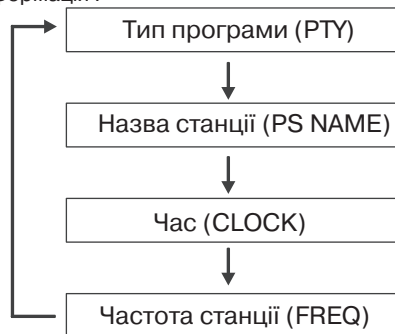 Тип програми (PTY)
Назва станції (PS NAME)
Час (CLOCK)
Частота станції (FREQ)